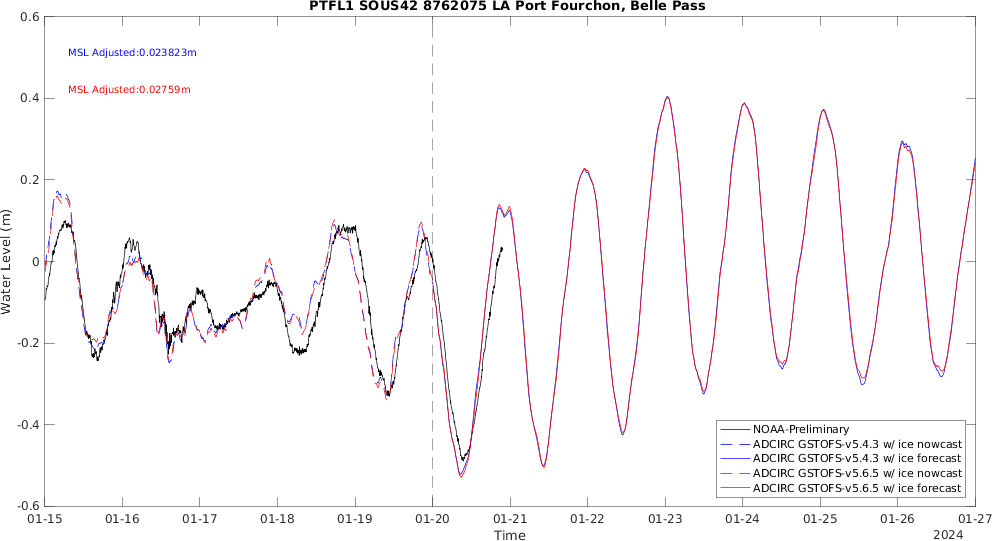 PTFL1 SOUS42 8762075 LA Port Fourchon, Belle Pass
0.6
MSL Adjusted:0.023823m
MSL Adjusted:0.02759m
0.4
0.2
0
-0.2
-0.4
-0.6
Water Level (m)
NOAA-Preliminary
ADCIRC GSTOFS-v5.4.3 w/ ice nowcast
ADCIRC GSTOFS-v5.4.3 w/ ice forecast
ADCIRC GSTOFS-v5.6.5 w/ ice nowcast
ADCIRC GSTOFS-v5.6.5 w/ ice forecast
01-15 01-16 01-17 01-18 01-19 01-20 01-21 01-22 01-23 01-24 01-25 01-26 01-27
Time
2024